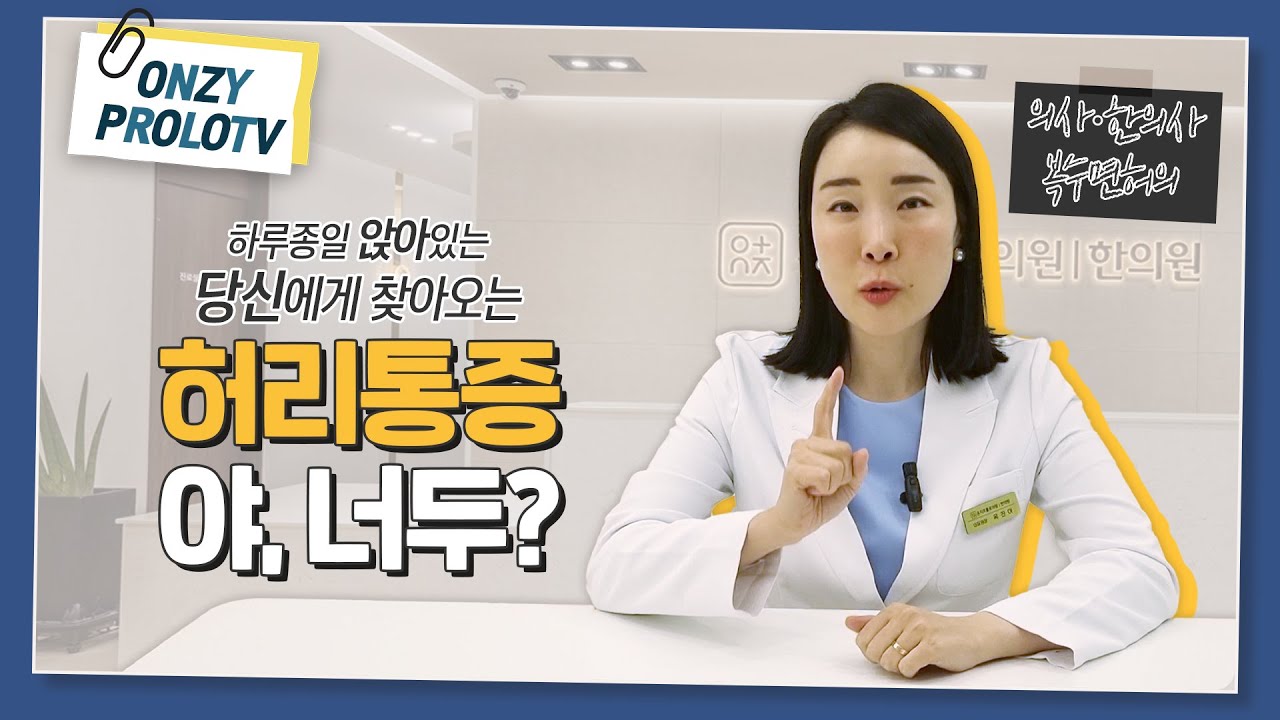 ONZY
PROLOTV
의사·한의사
복수면허의
하루종일 앉아있는
당신에게 찾아오는
허리통증
야, 너두?
의원|한의원